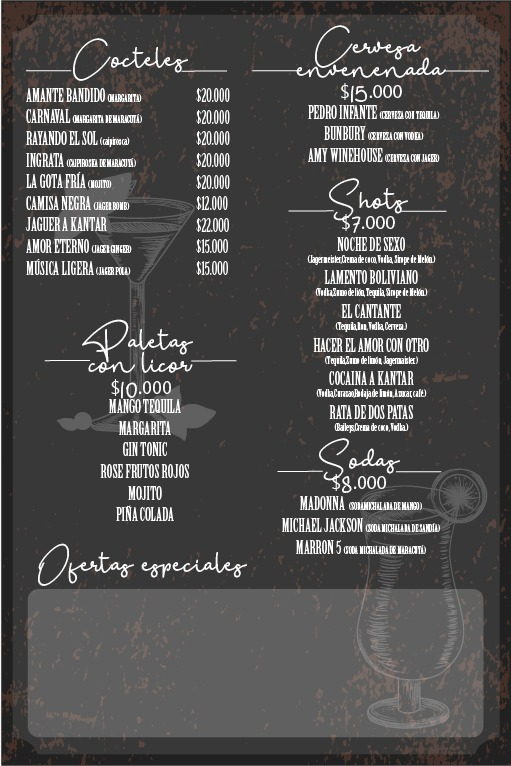 Cocteles
AMANTE BANDIDO (MARGARITA) $20.000
CARNAVAL (MARGARITA DE MARACUYÁ) $20.000
RAYANDO EL SOL (caipirosca) $20.000
INGRATA (CAIPIROSKA DE MARACUYÁ) $20.000
LA GOTA FRÍA (MOJITO) $20.000
CAMISA NEGRA (JAGER BOMB) $12.000
JAGUER A KANTAR $22.000
AMOR ETERNO (JAGER GINGER) $15.000
MÚSICA LIGERA (JAGER POLA) $15.000
Paletas
con licor
$10.000
MANGO TEQUILA
MARGARITA
GIN TONIC
ROSE FRUTOS ROJOS
MOJITO
PIÑA COLADA
Cervesa
envenenada
$15.000
PEDRO INFANTE (CERVEZA CON TEQUILA)
BUNBURY (CERVEZA CON VODKA)
AMY WINEHOUSE (CERVEZA CON JAGER)
Shots
$7.000
NOCHE DE SEXO
(Jagermeister,Crema de coco,Vodka, Sirope de Melón.)
LAMENTO BOLIVIANO
(Vodka,Zumo de lión, Tequila, Sirope de Melón.)
EL CANTANTE
(Tequila,Ron, Vodka, Cerveza.)
HACER EL AMOR CON OTRO
(Tequila,Zumo de limón, Jagermaister.)
COCAINA A KANTAR
(Vodka,Curazao,Rodaja de limón, Azucar, café)
RATA DE DOS PATAS
(Baileys,Crema de coco, Vodka.)
Sodas
$8.000
MADONNA (SODA MICHALADA DE MANGO)
MICHAEL JACKSON (SODA MICHALADA DE SANDÍA)
MARRON 5 (SODA MICHALADA DE MARACUYÁ)
Ofertas especiales